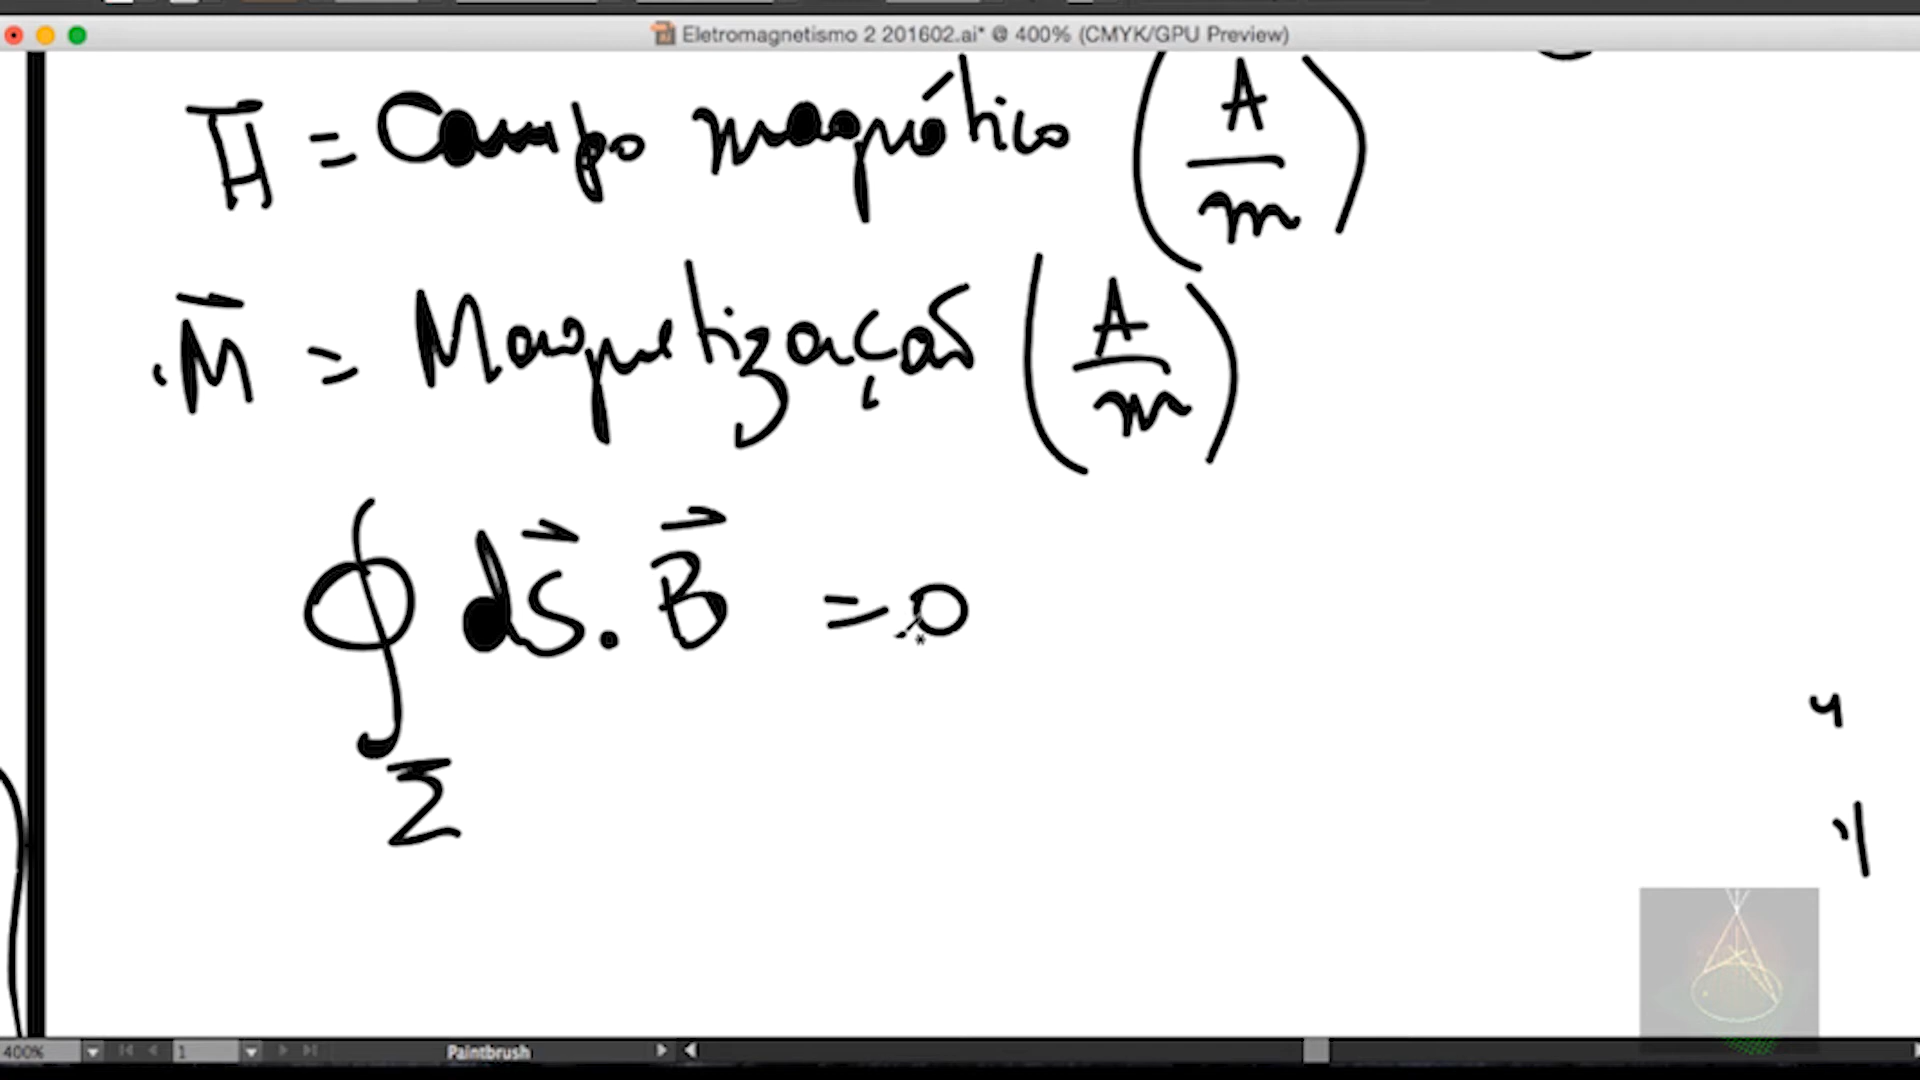 Eletromagnetismo 2 201602.ai* @ 400% (CMYK/GPU Preview)
H⃗ = Campo magnético (A/m)
M⃗ = Magnetização (A/m)
∮ dS⃗ . B⃗ = 0
Σ
400% 1 Paintbrush